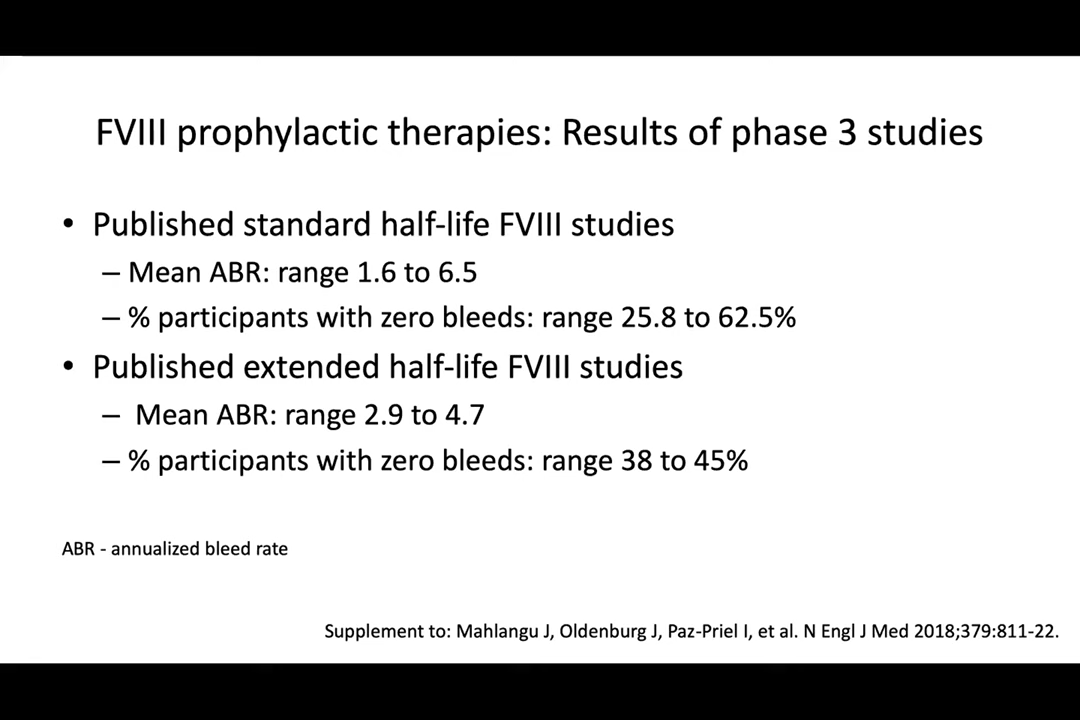 FVIII prophylactic therapies: Results of phase 3 studies
• Published standard half-life FVIII studies
– Mean ABR: range 1.6 to 6.5
– % participants with zero bleeds: range 25.8 to 62.5%
• Published extended half-life FVIII studies
– Mean ABR: range 2.9 to 4.7
– % participants with zero bleeds: range 38 to 45%
ABR - annualized bleed rate
Supplement to: Mahlangu J, Oldenburg J, Paz-Priel I, et al. N Engl J Med 2018;379:811-22.